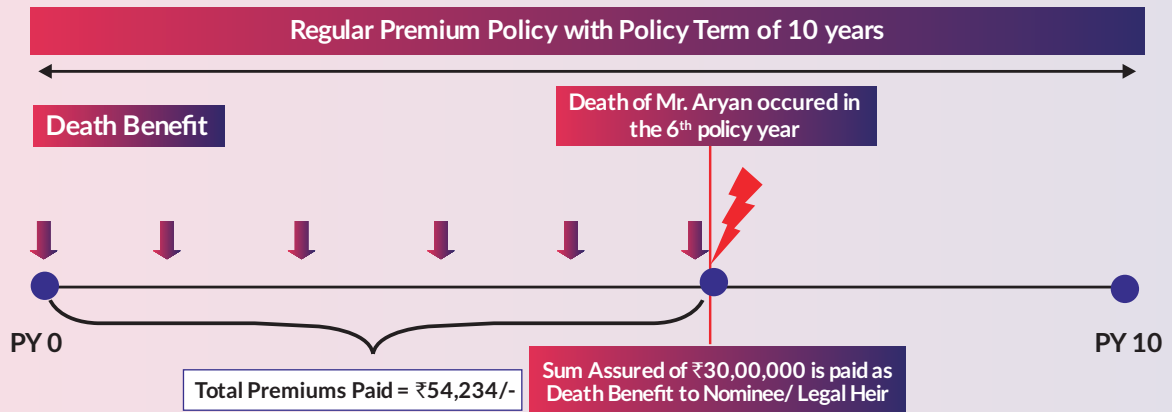 Regular Premium Policy with Policy Term of 10 years
Death Benefit
Death of Mr. Aryan occured in
the 6th policy year
PY 0
PY 10
Total Premiums Paid = ₹54,234/-
Sum Assured of ₹30,00,000 is paid as
Death Benefit to Nominee/ Legal Heir